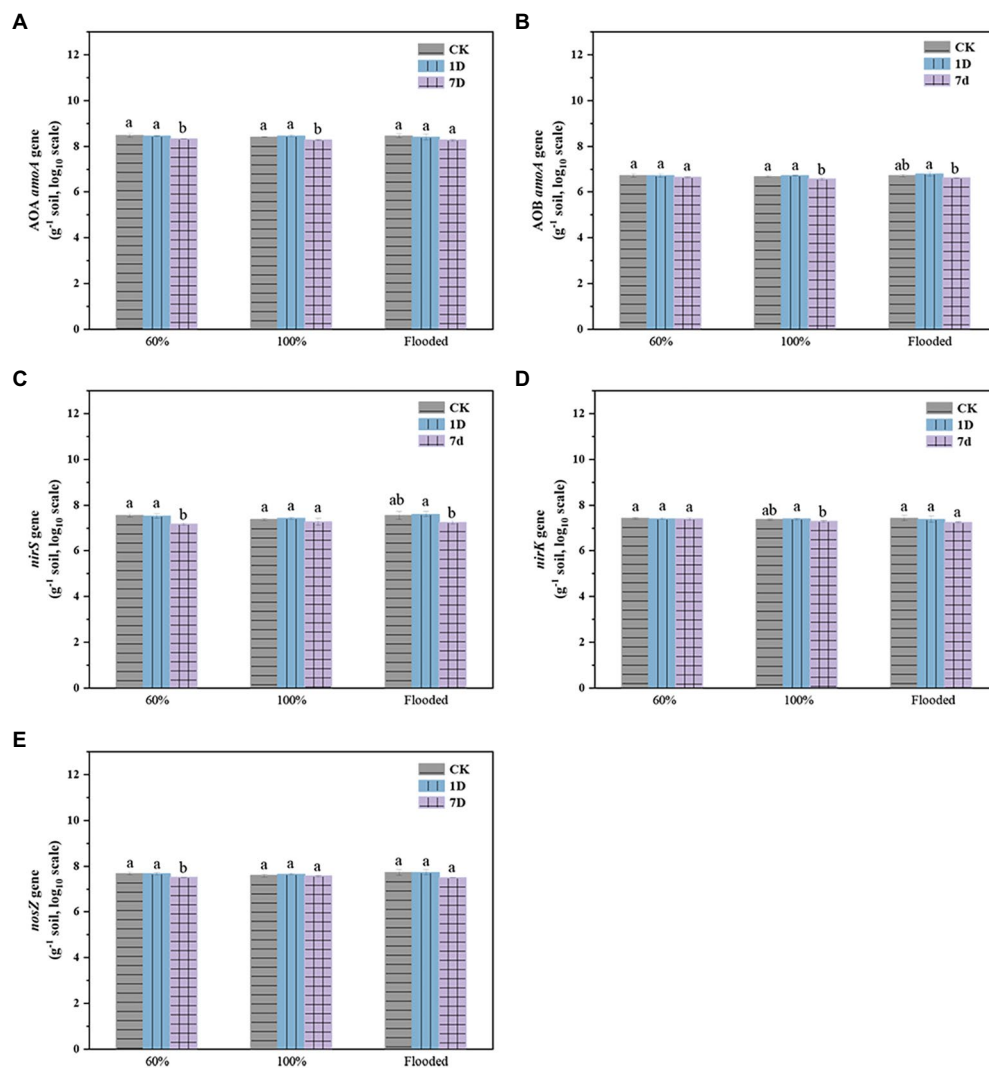 A
12
10
8
6
4
2
0
AOA amoA gene
(g⁻¹ soil, log₁₀ scale)
CK
1D
7D
a a b
a a b
a a a
60% 100% Flooded
B
12
10
8
6
4
2
0
AOB amoA gene
(g⁻¹ soil, log₁₀ scale)
CK
1D
7d
a a a
a a b
ab a b
60% 100% Flooded
C
12
10
8
6
4
2
0
nirS gene
(g⁻¹ soil, log₁₀ scale)
CK
1D
7d
a a b
a a a
ab a b
60% 100% Flooded
D
12
10
8
6
4
2
0
nirK gene
(g⁻¹ soil, log₁₀ scale)
CK
1D
7d
a a a
ab a b
a a a
60% 100% Flooded
E
12
10
8
6
4
2
0
nosZ gene
(g⁻¹ soil, log₁₀ scale)
CK
1D
7D
a a b
a a a
a a a
60% 100% Flooded